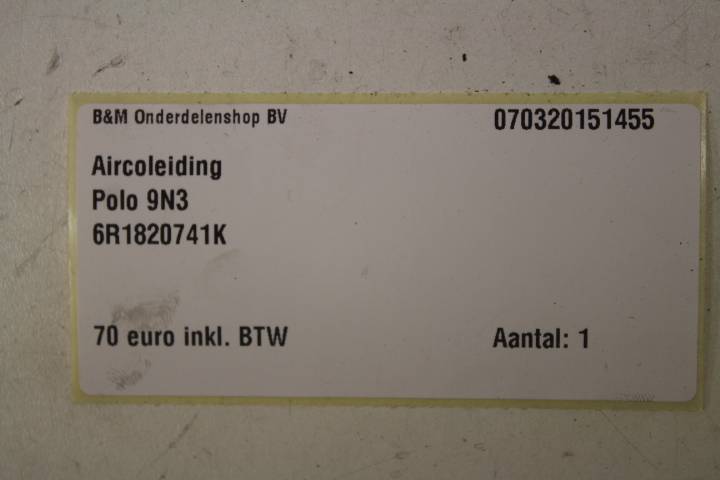 B&M Onderdelenshop BV 070320151455
Aircoleiding
Polo 9N3
6R1820741K
70 euro inkl. BTW Aantal: 1